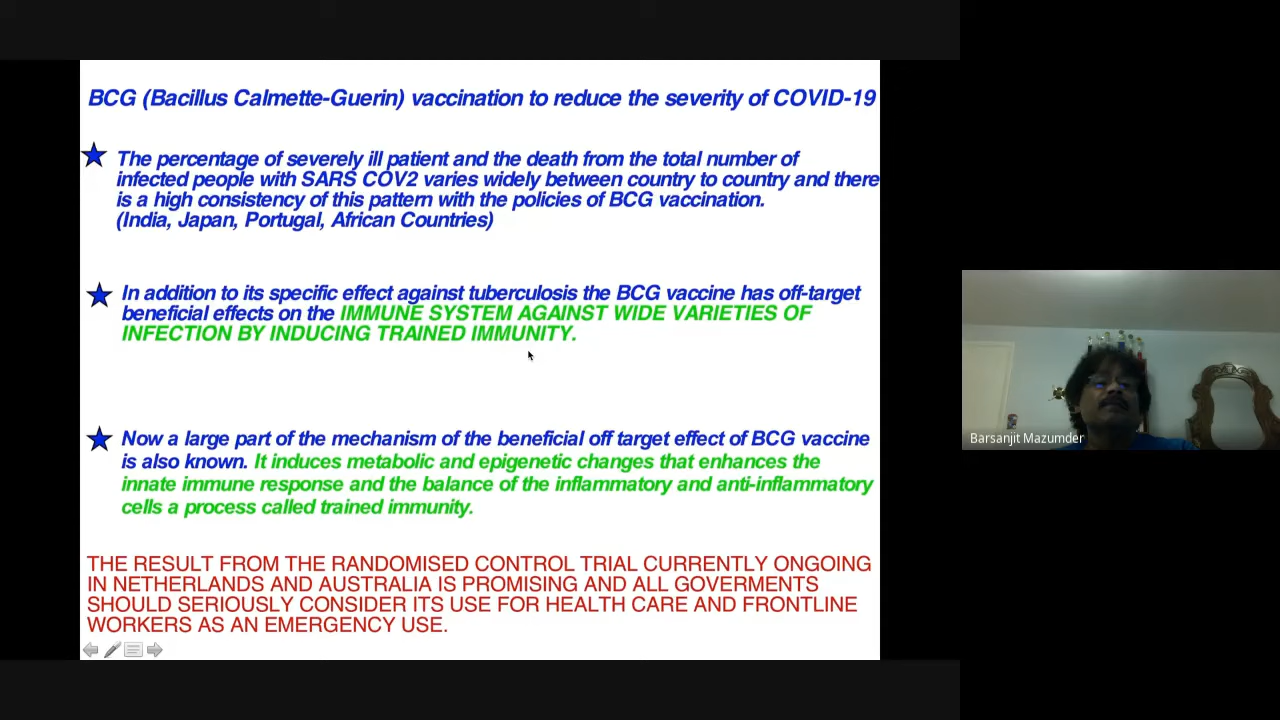 BCG (Bacillus Calmette-Guerin) vaccination to reduce the severity of COVID-19
The percentage of severely ill patient and the death from the total number of
infected people with SARS COV2 varies widely between country to country and there
is a high consistency of this pattern with the policies of BCG vaccination.
(India, Japan, Portugal, African Countries)
In addition to its specific effect against tuberculosis the BCG vaccine has off-target
beneficial effects on the IMMUNE SYSTEM AGAINST WIDE VARIETIES OF
INFECTION BY INDUCING TRAINED IMMUNITY.
Now a large part of the mechanism of the beneficial off target effect of BCG vaccine
is also known. It induces metabolic and epigenetic changes that enhances the
innate immune response and the balance of the inflammatory and anti-inflammatory
cells a process called trained immunity.
THE RESULT FROM THE RANDOMISED CONTROL TRIAL CURRENTLY ONGOING
IN NETHERLANDS AND AUSTRALIA IS PROMISING AND ALL GOVERMENTS
SHOULD SERIOUSLY CONSIDER ITS USE FOR HEALTH CARE AND FRONTLINE
WORKERS AS AN EMERGENCY USE.
Barsanjit Mazumder